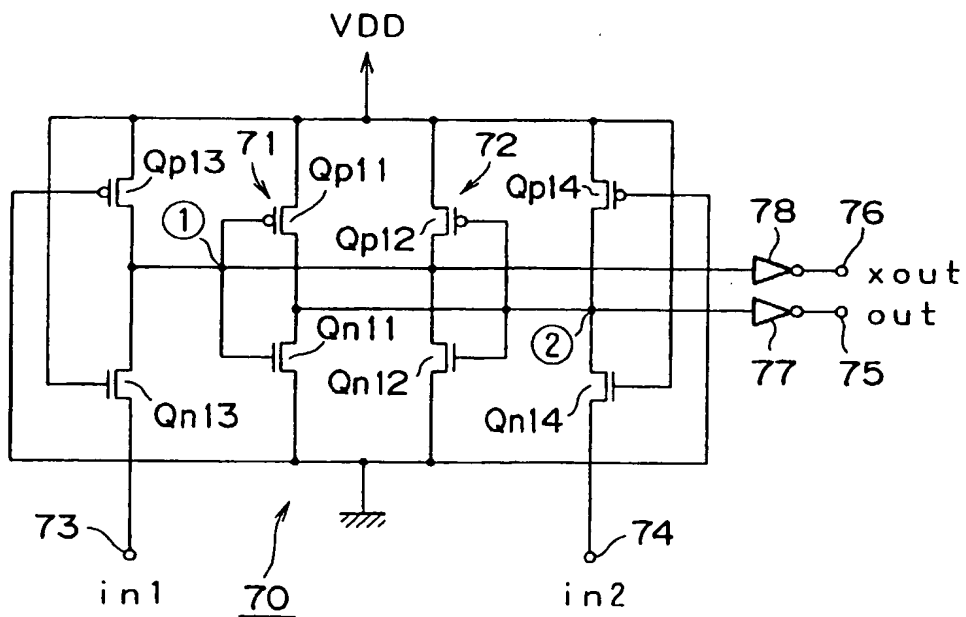 VDD
71
72
Qp13
Qp11
Qp14
①
Qp12
78
76
xout
out
Qn11
②
77
75
Qn13
Qn12
Qn14
73
74
in1
70
in2